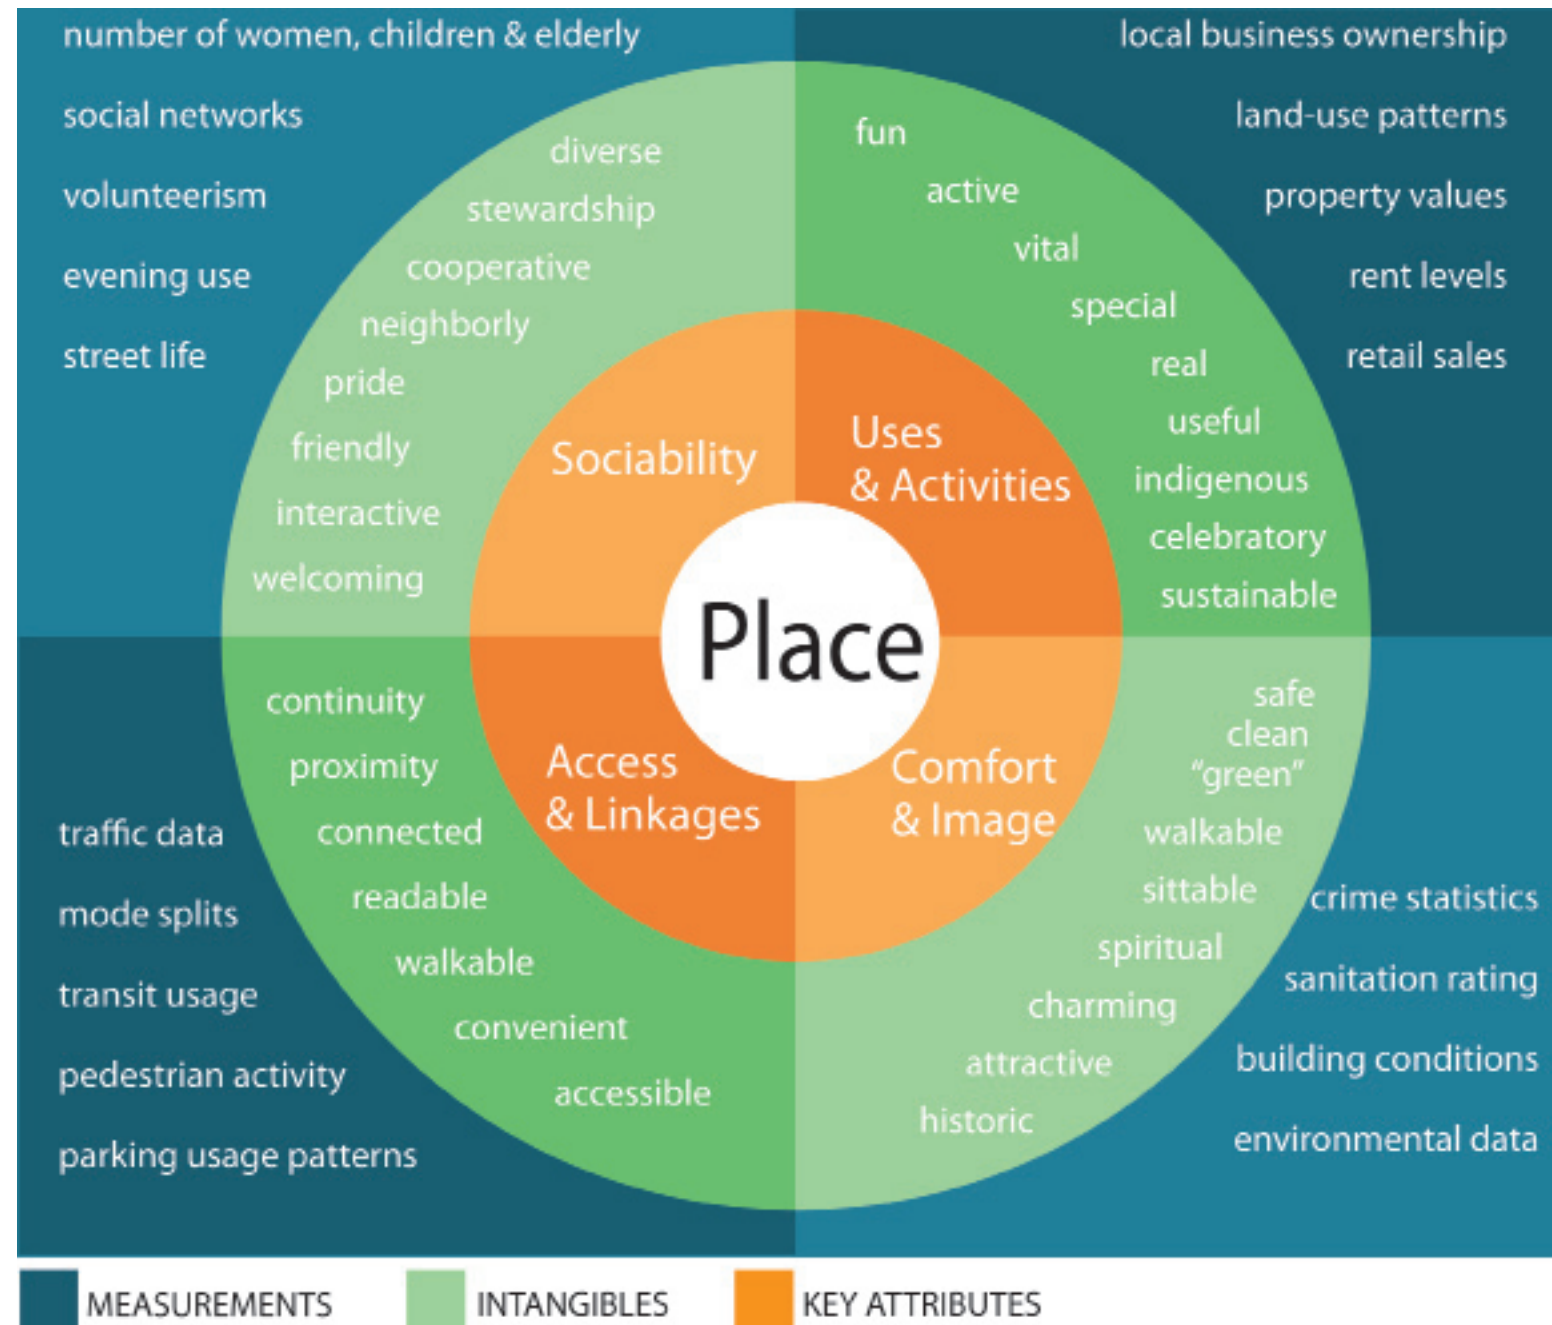 number of women, children & elderly
social networks
volunteerism
evening use
street life
local business ownership
land-use patterns
property values
rent levels
retail sales
diverse
stewardship
cooperative
neighborly
pride
friendly
interactive
welcoming
fun
active
vital
special
real
useful
indigenous
celebratory
sustainable
Sociability
Uses
& Activities
Place
Access
& Linkages
Comfort
& Image
continuity
proximity
connected
readable
walkable
convenient
accessible
safe
clean
“green”
walkable
sittable
spiritual
charming
attractive
historic
traffic data
mode splits
transit usage
pedestrian activity
parking usage patterns
crime statistics
sanitation rating
building conditions
environmental data
MEASUREMENTS
INTANGIBLES
KEY ATTRIBUTES